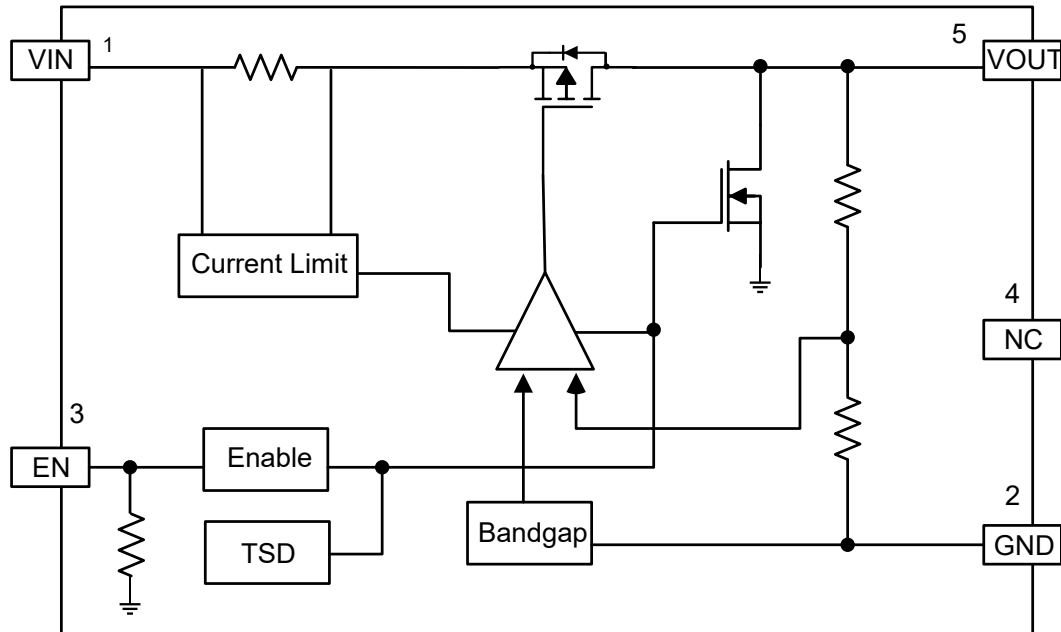 VIN
1
5
VOUT
Current Limit
4
NC
3
EN
Enable
TSD
Bandgap
2
GND